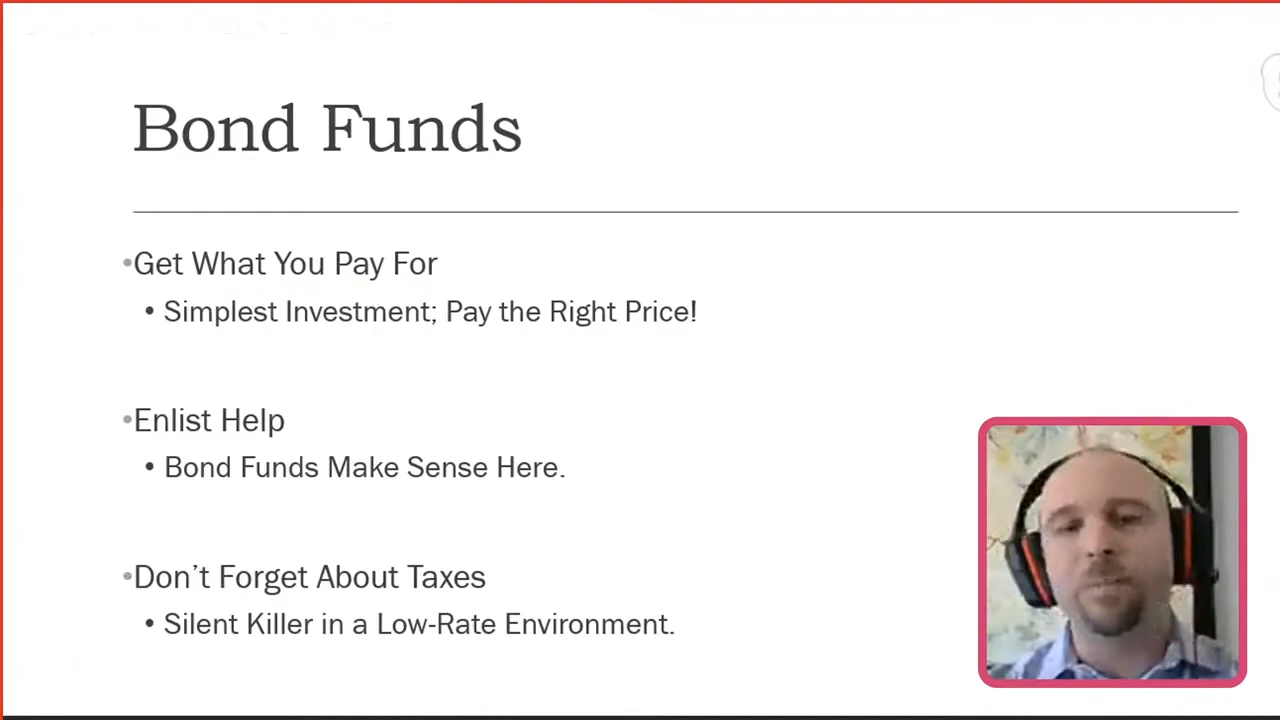 Bond Funds
•Get What You Pay For
• Simplest Investment; Pay the Right Price!
•Enlist Help
• Bond Funds Make Sense Here.
•Don’t Forget About Taxes
• Silent Killer in a Low-Rate Environment.